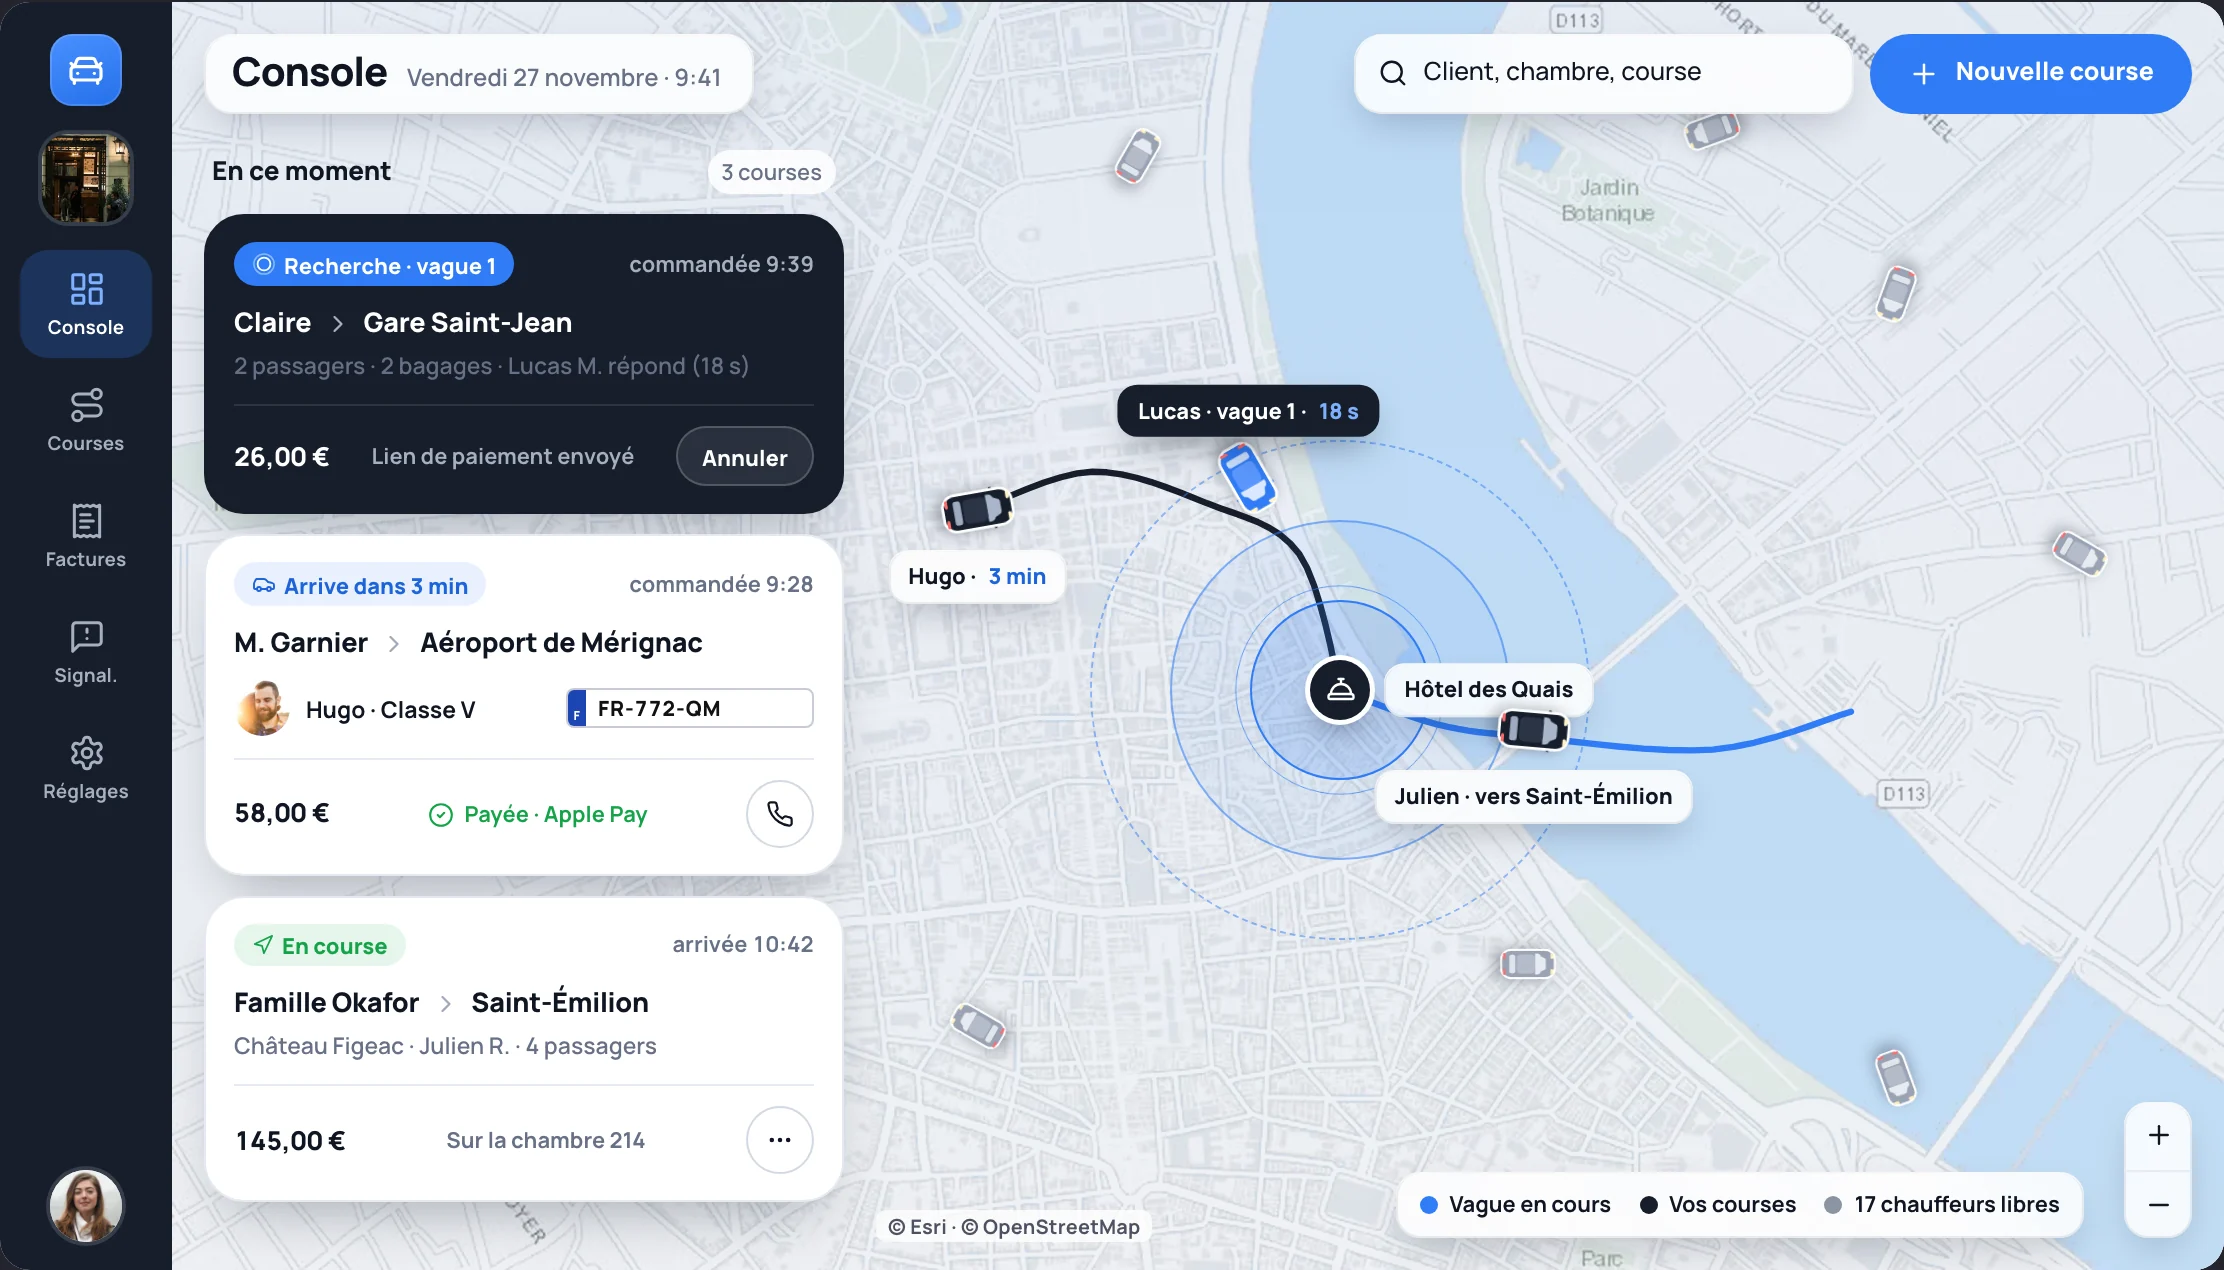 Console
Vendredi 27 novembre · 9:41
Client, chambre, course
Nouvelle course
En ce moment
3 courses
Recherche · vague 1
commandée 9:39
Claire > Gare Saint-Jean
2 passagers · 2 bagages · Lucas M. répond (18 s)
26,00 €
Lien de paiement envoyé
Annuler
Arrive dans 3 min
commandée 9:28
M. Garnier > Aéroport de Mérignac
Hugo · Classe V
F
FR-772-QM
58,00 €
Payée · Apple Pay
En course
arrivée 10:42
Famille Okafor > Saint-Émilion
Château Figeac · Julien R. · 4 passagers
145,00 €
Sur la chambre 214
Console
Courses
Factures
Signal.
Réglages
D113
Jardin
Botanique
Lucas · vague 1 · 18 s
Hugo · 3 min
Hôtel des Quais
Julien · vers Saint-Émilion
D113
Vague en cours
Vos courses
17 chauffeurs libres
© Esri · © OpenStreetMap
Parc